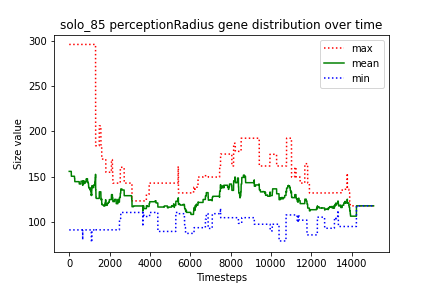 solo_85 perceptionRadius gene distribution over time
300
250
200
150
100
Size value
max
mean
min
0 2000 4000 6000 8000 10000 12000 14000
Timesteps